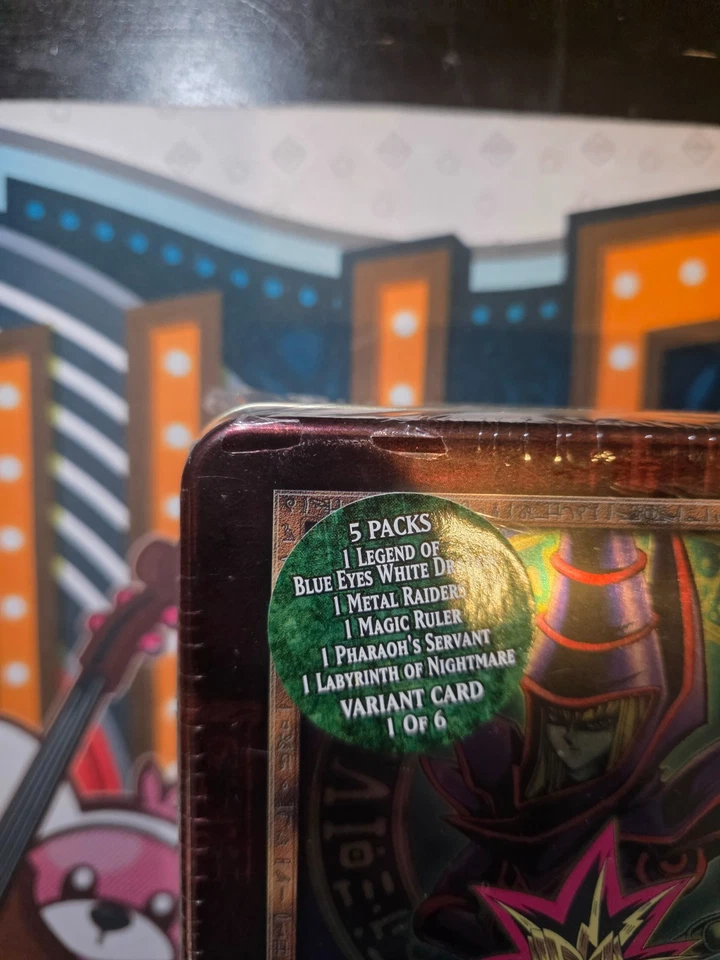 5 PACKS
1 LEGEND OF
BLUE EYES WHITE
1 METAL RAIDERS
1 MAGIC RULER
1 PHARAOH'S SERVANT
1 LABYRINTH OF NIGHTMARE
VARIANT CARD
1 OF 6